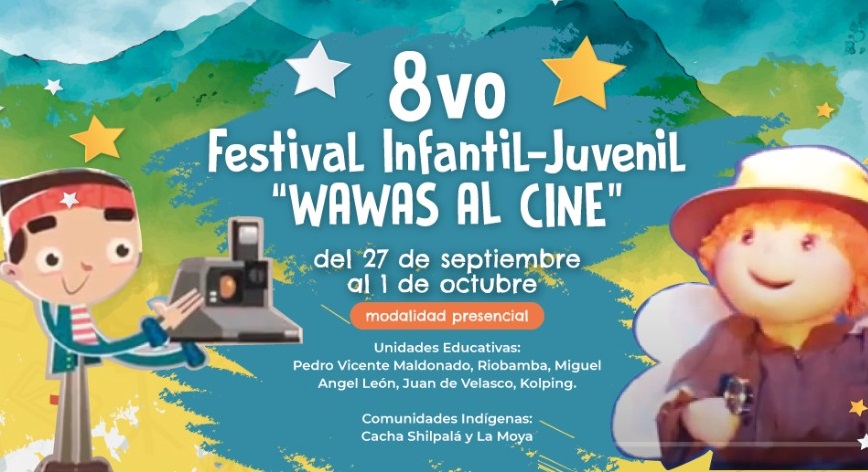 8vo
Festival Infantil-Juvenil
“WAWAS AL CINE”
del 27 de septiembre
al 1 de octubre
modalidad presencial
Unidades Educativas:
Pedro Vicente Maldonado, Riobamba, Miguel
Angel León, Juan de Velasco, Kolping.
Comunidades Indígenas:
Cacha Shilpalá y La Moya